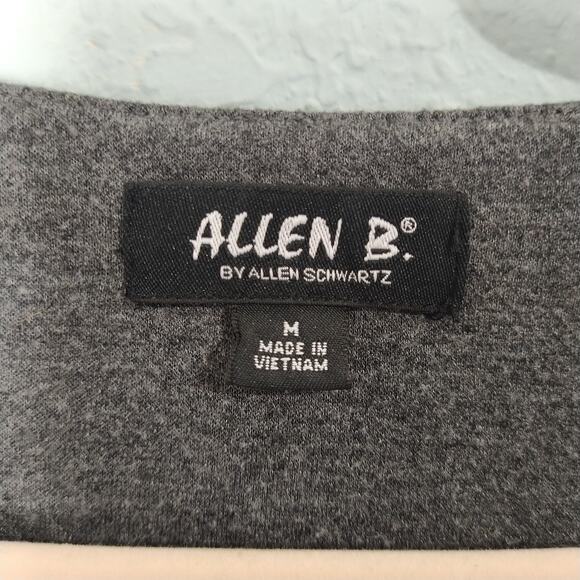 ALLEN B.®
BY ALLEN SCHWARTZ
M
MADE IN
VIETNAM